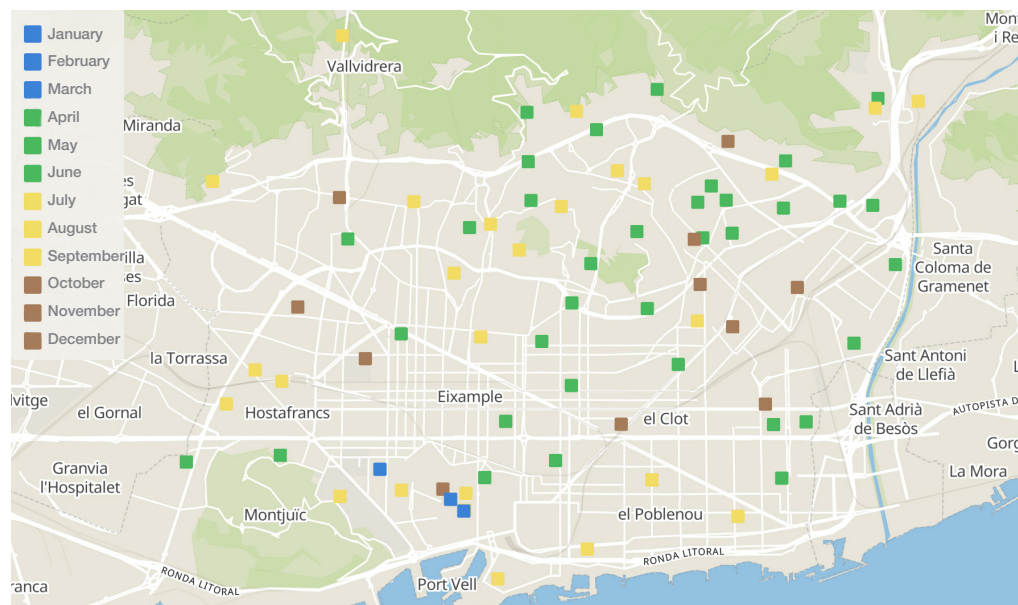 January
February
March
April
May
June
July
August
September
October
November
December
Vallvidrera
Miranda
Santa
Coloma de
Gramenet
Florida
la Torrassa
Sant Antoni
de Llefià
Eixample
el Gornal
Hostafrancs
el Clot
Sant Adrià
de Besòs
AUTOPISTA D
Granvia
l'Hospitalet
La Mora
Montjuïc
el Poblenou
RONDA LITORAL
RONDA LITORAL
Port Vell